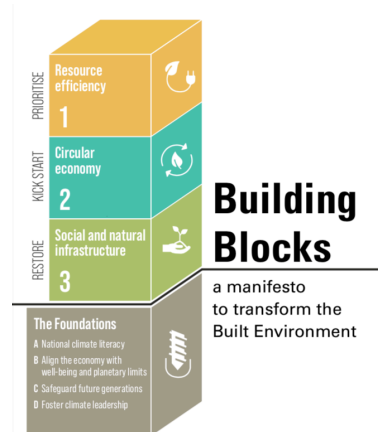 PRIORITISE
Resource
efficiency
1
KICK START
Circular
economy
2
RESTORE
Social and natural
infrastructure
3
Building
Blocks
a manifesto
to transform the
Built Environment
The Foundations
A National climate literacy
B Align the economy with
well-being and planetary limits
C Safeguard future generations
D Foster climate leadership